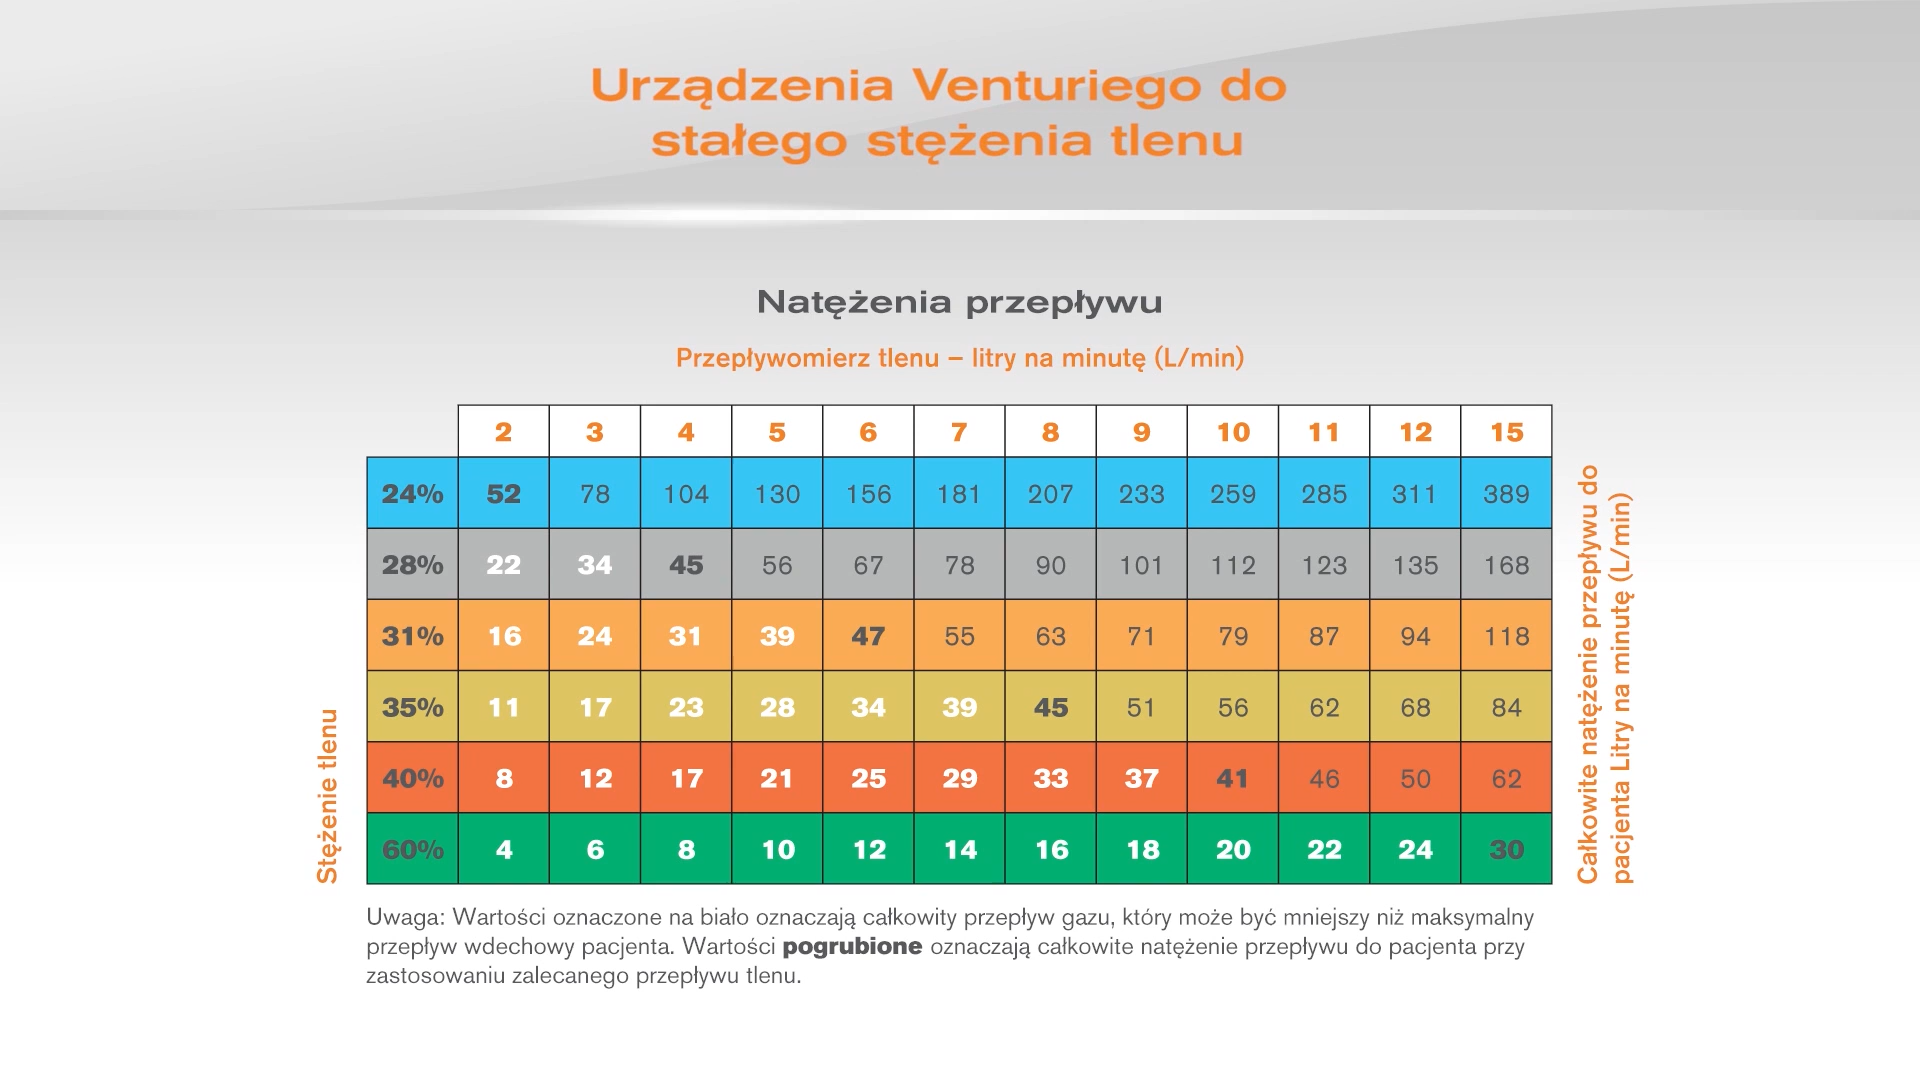 Urządzenia Venturiego do
stałego stężenia tlenu
Natężenia przepływu
Przepływomierz tlenu – litry na minutę (L/min)
2 3 4 5 6 7 8 9 10 11 12 15
24% 52 78 104 130 156 181 207 233 259 285 311 389
28% 22 34 45 56 67 78 90 101 112 123 135 168
31% 16 24 31 39 47 55 63 71 79 87 94 118
35% 11 17 23 28 34 39 45 51 56 62 68 84
40% 8 12 17 21 25 29 33 37 41 46 50 62
60% 4 6 8 10 12 14 16 18 20 22 24 30
Stężenie tlenu
Całkowite natężenie przepływu do
pacjenta Litry na minutę (L/min)
Uwaga: Wartości oznaczone na biało oznaczają całkowity przepływ gazu, który może być mniejszy niż maksymalny
przepływ wdechowy pacjenta. Wartości pogrubione oznaczają całkowite natężenie przepływu do pacjenta przy
zastosowaniu zalecanego przepływu tlenu.